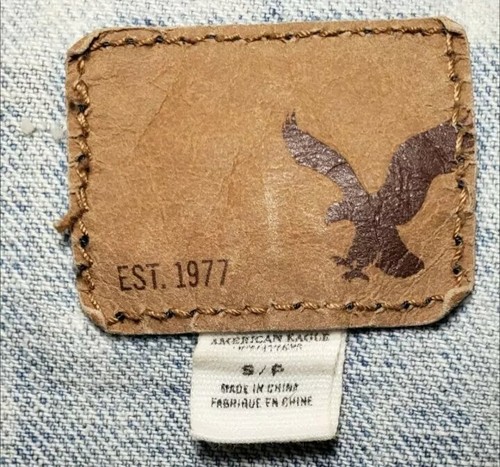 EST. 1977
AMERICAN EAGLE
S/P
MADE IN CHINA
FABRIQUE EN CHINE